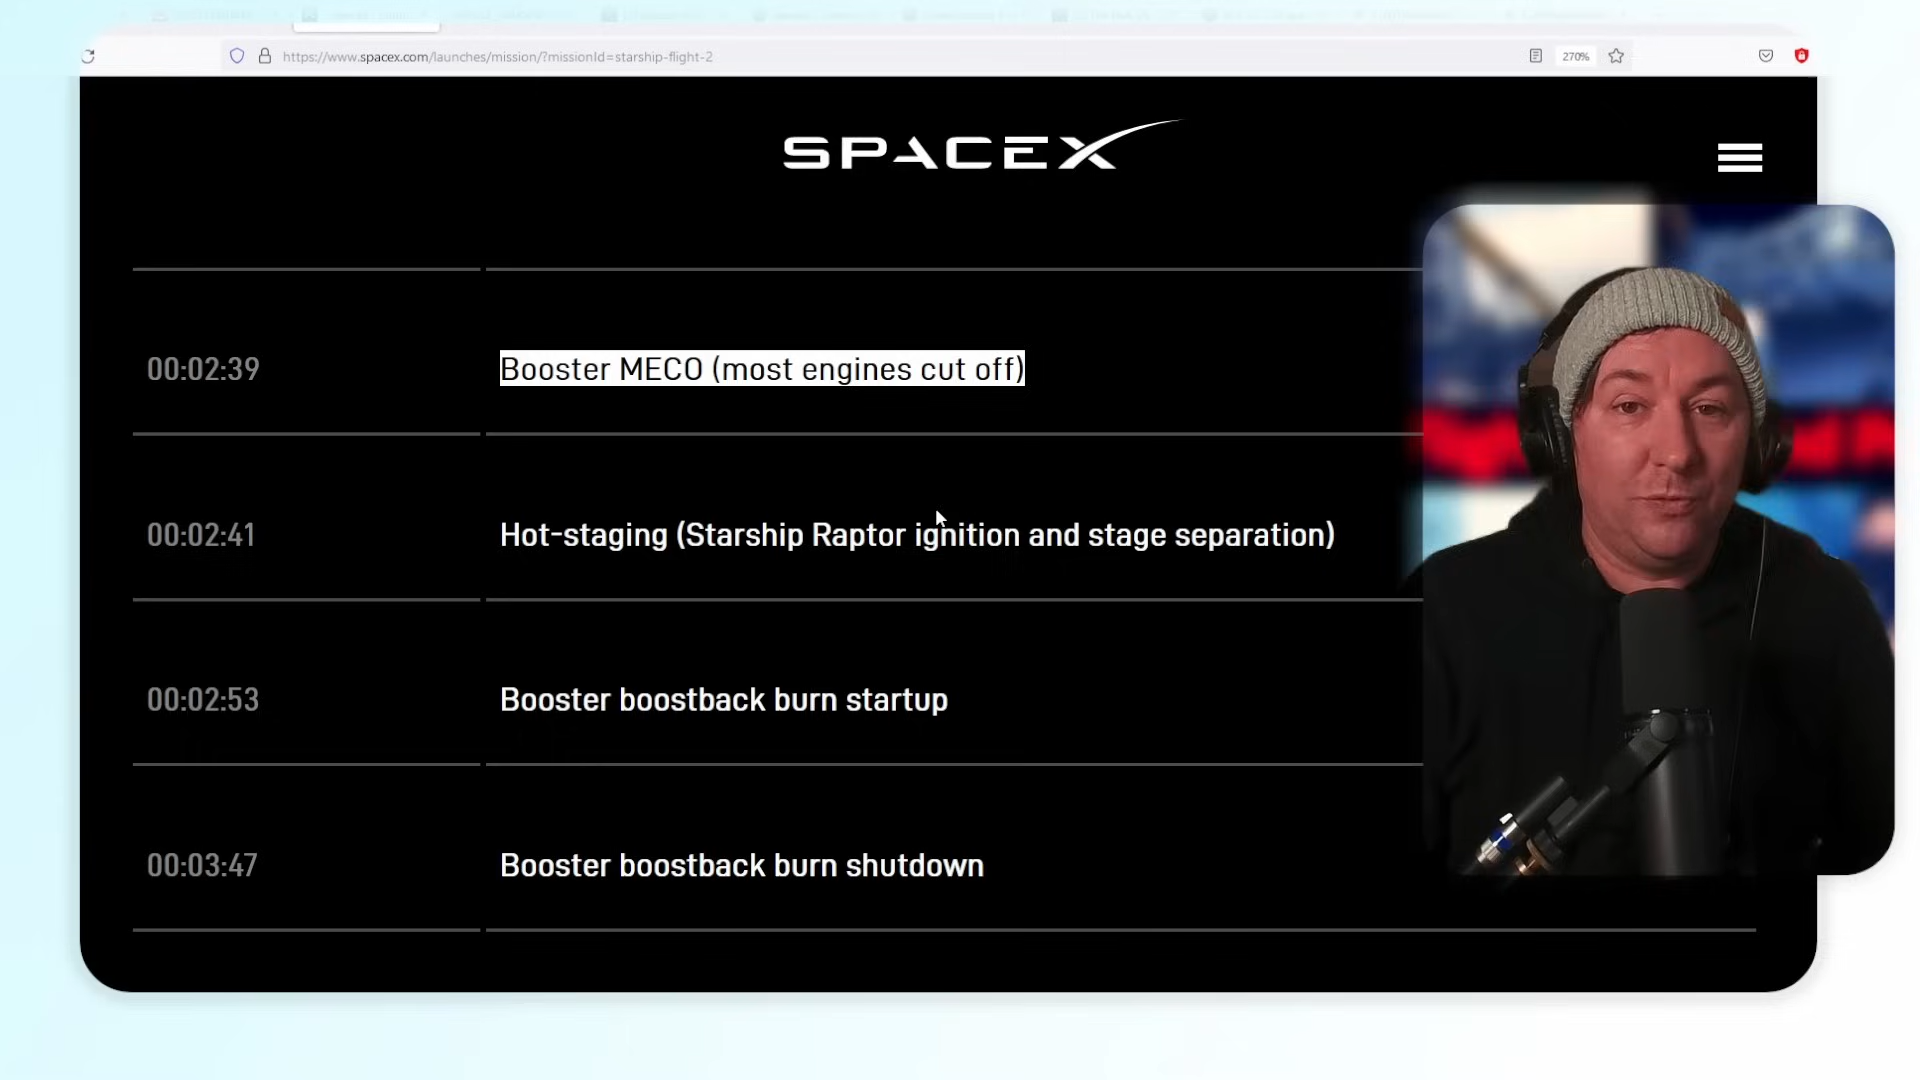 https://www.spacex.com/launches/mission/?missionId=starship-flight-2
270%
SPACEX
00:02:39
Booster MECO (most engines cut off)
00:02:41
Hot-staging (Starship Raptor ignition and stage separation)
00:02:53
Booster boostback burn startup
00:03:47
Booster boostback burn shutdown